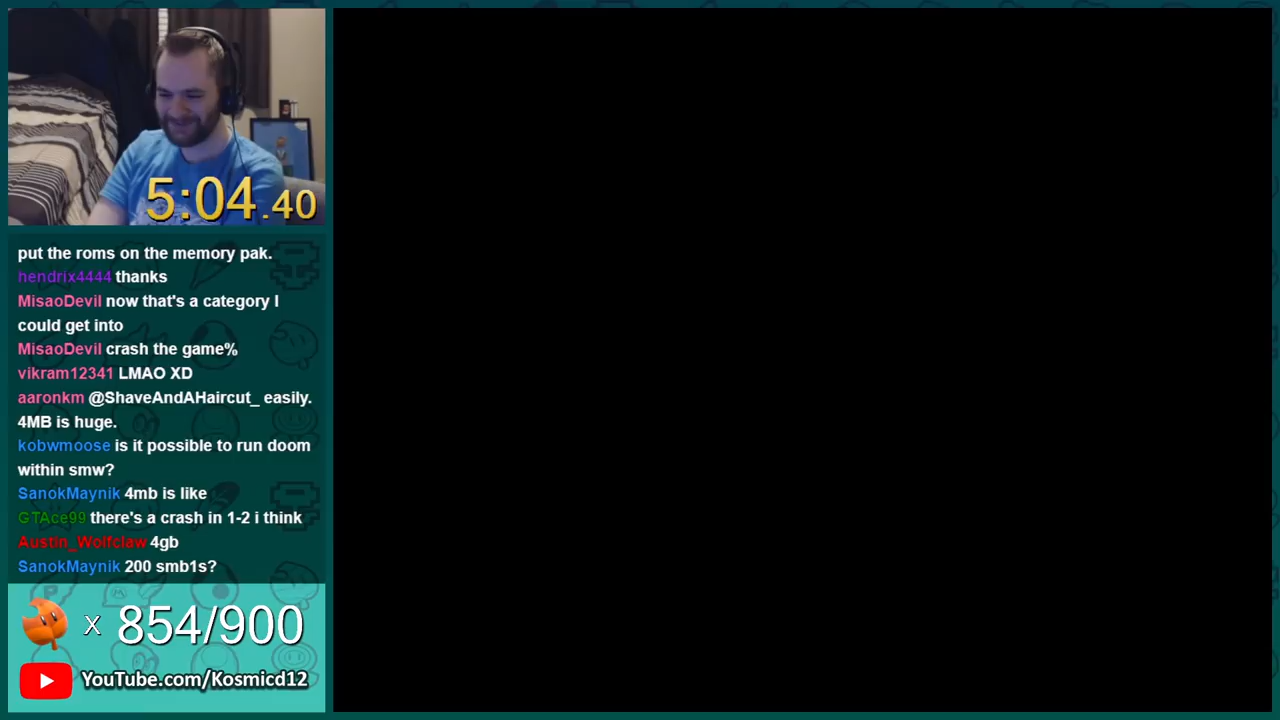 5:04.40
put the roms on the memory pak.
hendrix4444 thanks
MisaoDevil now that's a category I
could get into
MisaoDevil crash the game%
vikram12341 LMAO XD
aaronkm @ShaveAndAHaircut_ easily.
4MB is huge.
kobwmoose is it possible to run doom
within smw?
SanokMaynik 4mb is like
GTAce99 there's a crash in 1-2 i think
Austin_Wolfclaw 4gb
SanokMaynik 200 smb1s?
x 854/900
YouTube.com/Kosmicd12